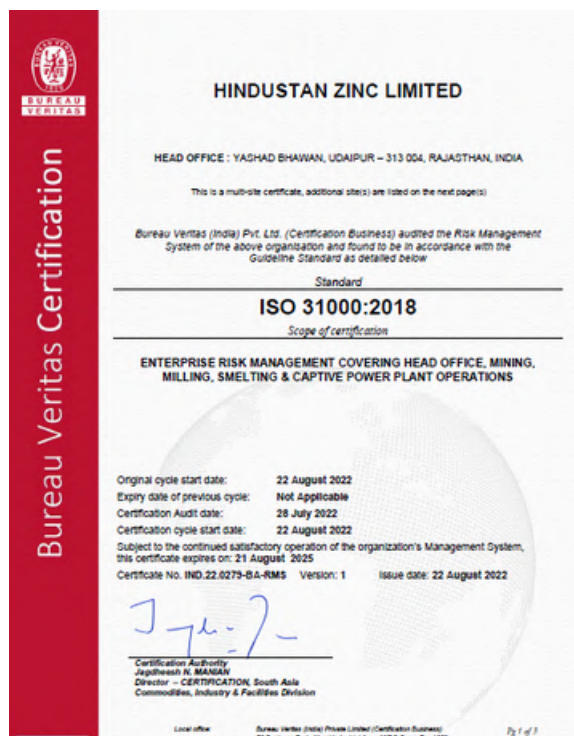 BUREAU
VERITAS
Bureau Veritas Certification
HINDUSTAN ZINC LIMITED
HEAD OFFICE : YASHAD BHAWAN, UDAIPUR – 313 004, RAJASTHAN, INDIA
This is a multi-site certificate, additional site(s) are listed on the next page(s)
Bureau Veritas (India) Pvt. Ltd. (Certification Business) audited the Risk Management
System of the above organisation and found to be in accordance with the
Guideline Standard as detailed below
Standard
ISO 31000:2018
Scope of certification
ENTERPRISE RISK MANAGEMENT COVERING HEAD OFFICE, MINING,
MILLING, SMELTING & CAPTIVE POWER PLANT OPERATIONS
Original cycle start date: 22 August 2022
Expiry date of previous cycle: Not Applicable
Certification Audit date: 28 July 2022
Certification cycle start date: 22 August 2022
Subject to the continued satisfactory operation of the organization's Management System,
this certificate expires on: 21 August 2025
Certificate No. IND.22.0279-BA-RMS Version: 1 Issue date: 22 August 2022
Certification Authority
Jagdheesh N. MANIAN
Director – CERTIFICATION, South Asia
Commodities, Industry & Facilities Division
Local office: Bureau Veritas (India) Private Limited (Certification Business)
Pg 1 of 3